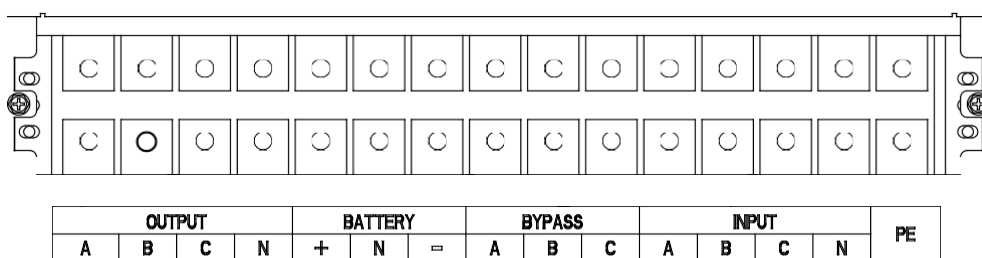 OUTPUT BATTERY BYPASS INPUT PE
A B C N + N - A B C A B C N